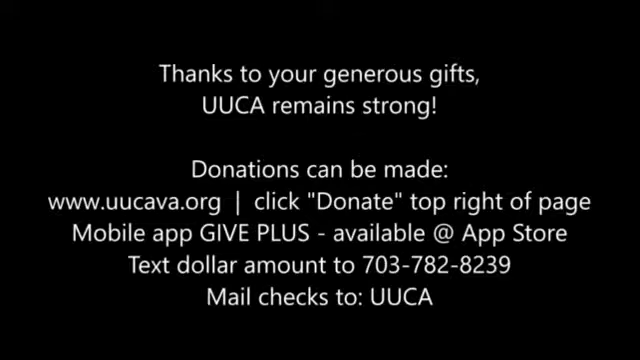 Thanks to your generous gifts,
UUCA remains strong!
Donations can be made:
www.uucava.org | click "Donate" top right of page
Mobile app GIVE PLUS - available @ App Store
Text dollar amount to 703-782-8239
Mail checks to: UUCA